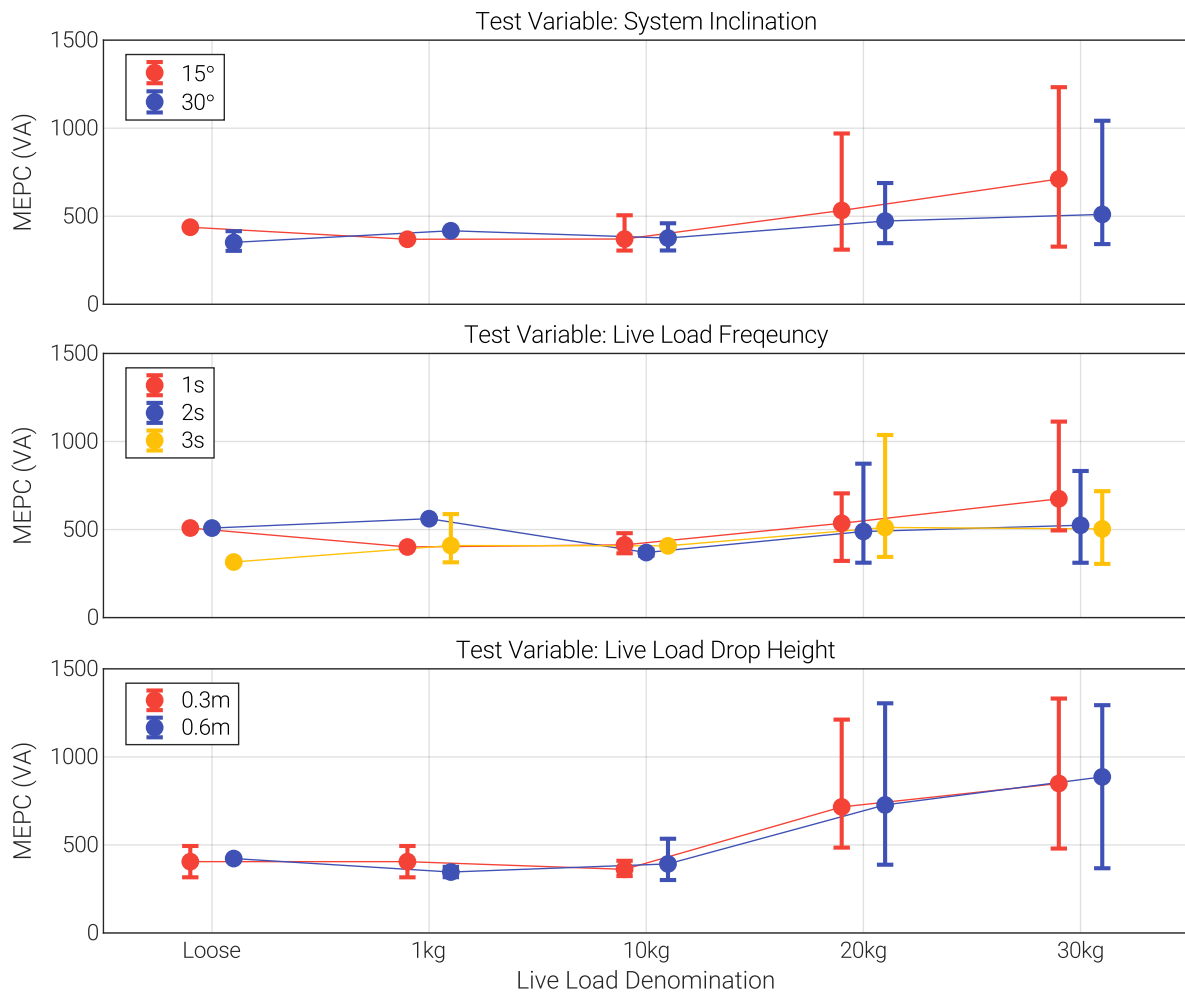 Test Variable: System Inclination
1500
1000
500
0
MEPC (VA)
15°
30°
Test Variable: Live Load Freqeuncy
1500
1000
500
0
MEPC (VA)
1s
2s
3s
Test Variable: Live Load Drop Height
1500
1000
500
0
MEPC (VA)
0.3m
0.6m
Loose 1kg 10kg 20kg 30kg
Live Load Denomination